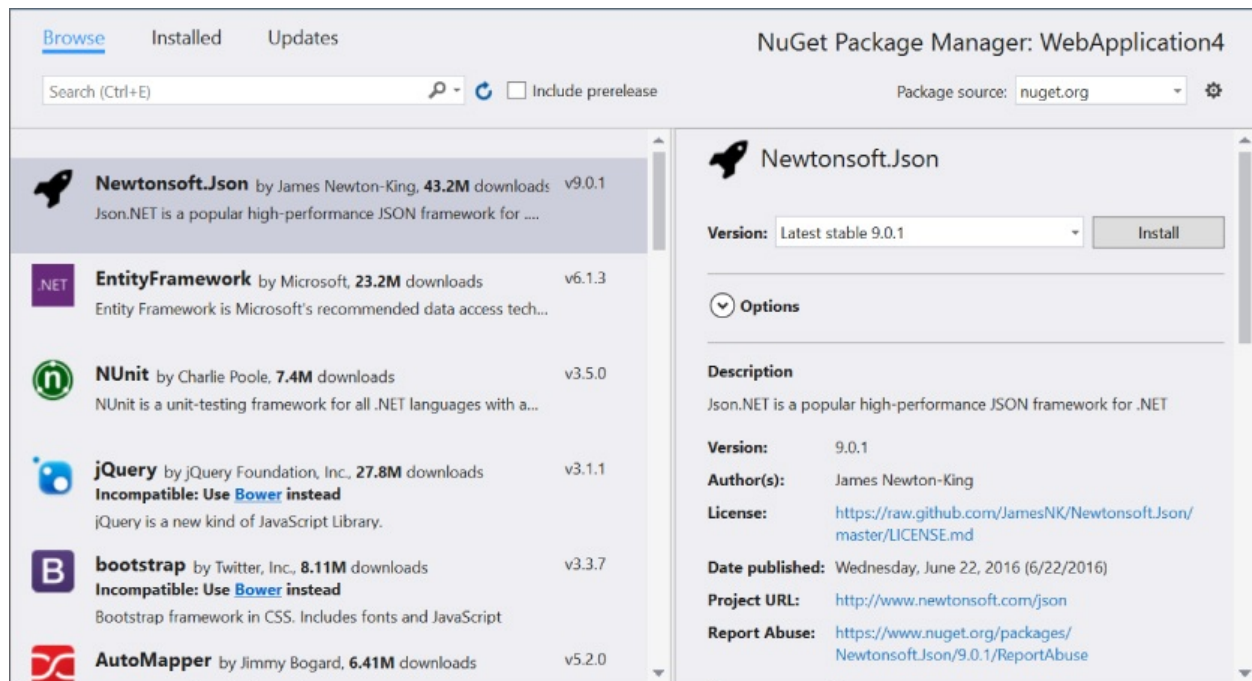 Browse Installed Updates
NuGet Package Manager: WebApplication4
Search (Ctrl+E)
Include prerelease
Package source: nuget.org
Newtonsoft.Json by James Newton-King, 43.2M downloads v9.0.1
Json.NET is a popular high-performance JSON framework for ....
.NET
EntityFramework by Microsoft, 23.2M downloads v6.1.3
Entity Framework is Microsoft's recommended data access tech...
n
NUnit by Charlie Poole, 7.4M downloads v3.5.0
NUnit is a unit-testing framework for all .NET languages with a...
jQuery by jQuery Foundation, Inc., 27.8M downloads v3.1.1
Incompatible: Use Bower instead
jQuery is a new kind of JavaScript Library.
B
bootstrap by Twitter, Inc., 8.11M downloads v3.3.7
Incompatible: Use Bower instead
Bootstrap framework in CSS. Includes fonts and JavaScript
AutoMapper by Jimmy Bogard, 6.41M downloads v5.2.0
Newtonsoft.Json
Version: Latest stable 9.0.1 Install
Options
Description
Json.NET is a popular high-performance JSON framework for .NET
Version: 9.0.1
Author(s): James Newton-King
License: https://raw.github.com/JamesNK/Newtonsoft.Json/
master/LICENSE.md
Date published: Wednesday, June 22, 2016 (6/22/2016)
Project URL: http://www.newtonsoft.com/json
Report Abuse: https://www.nuget.org/packages/
Newtonsoft.Json/9.0.1/ReportAbuse